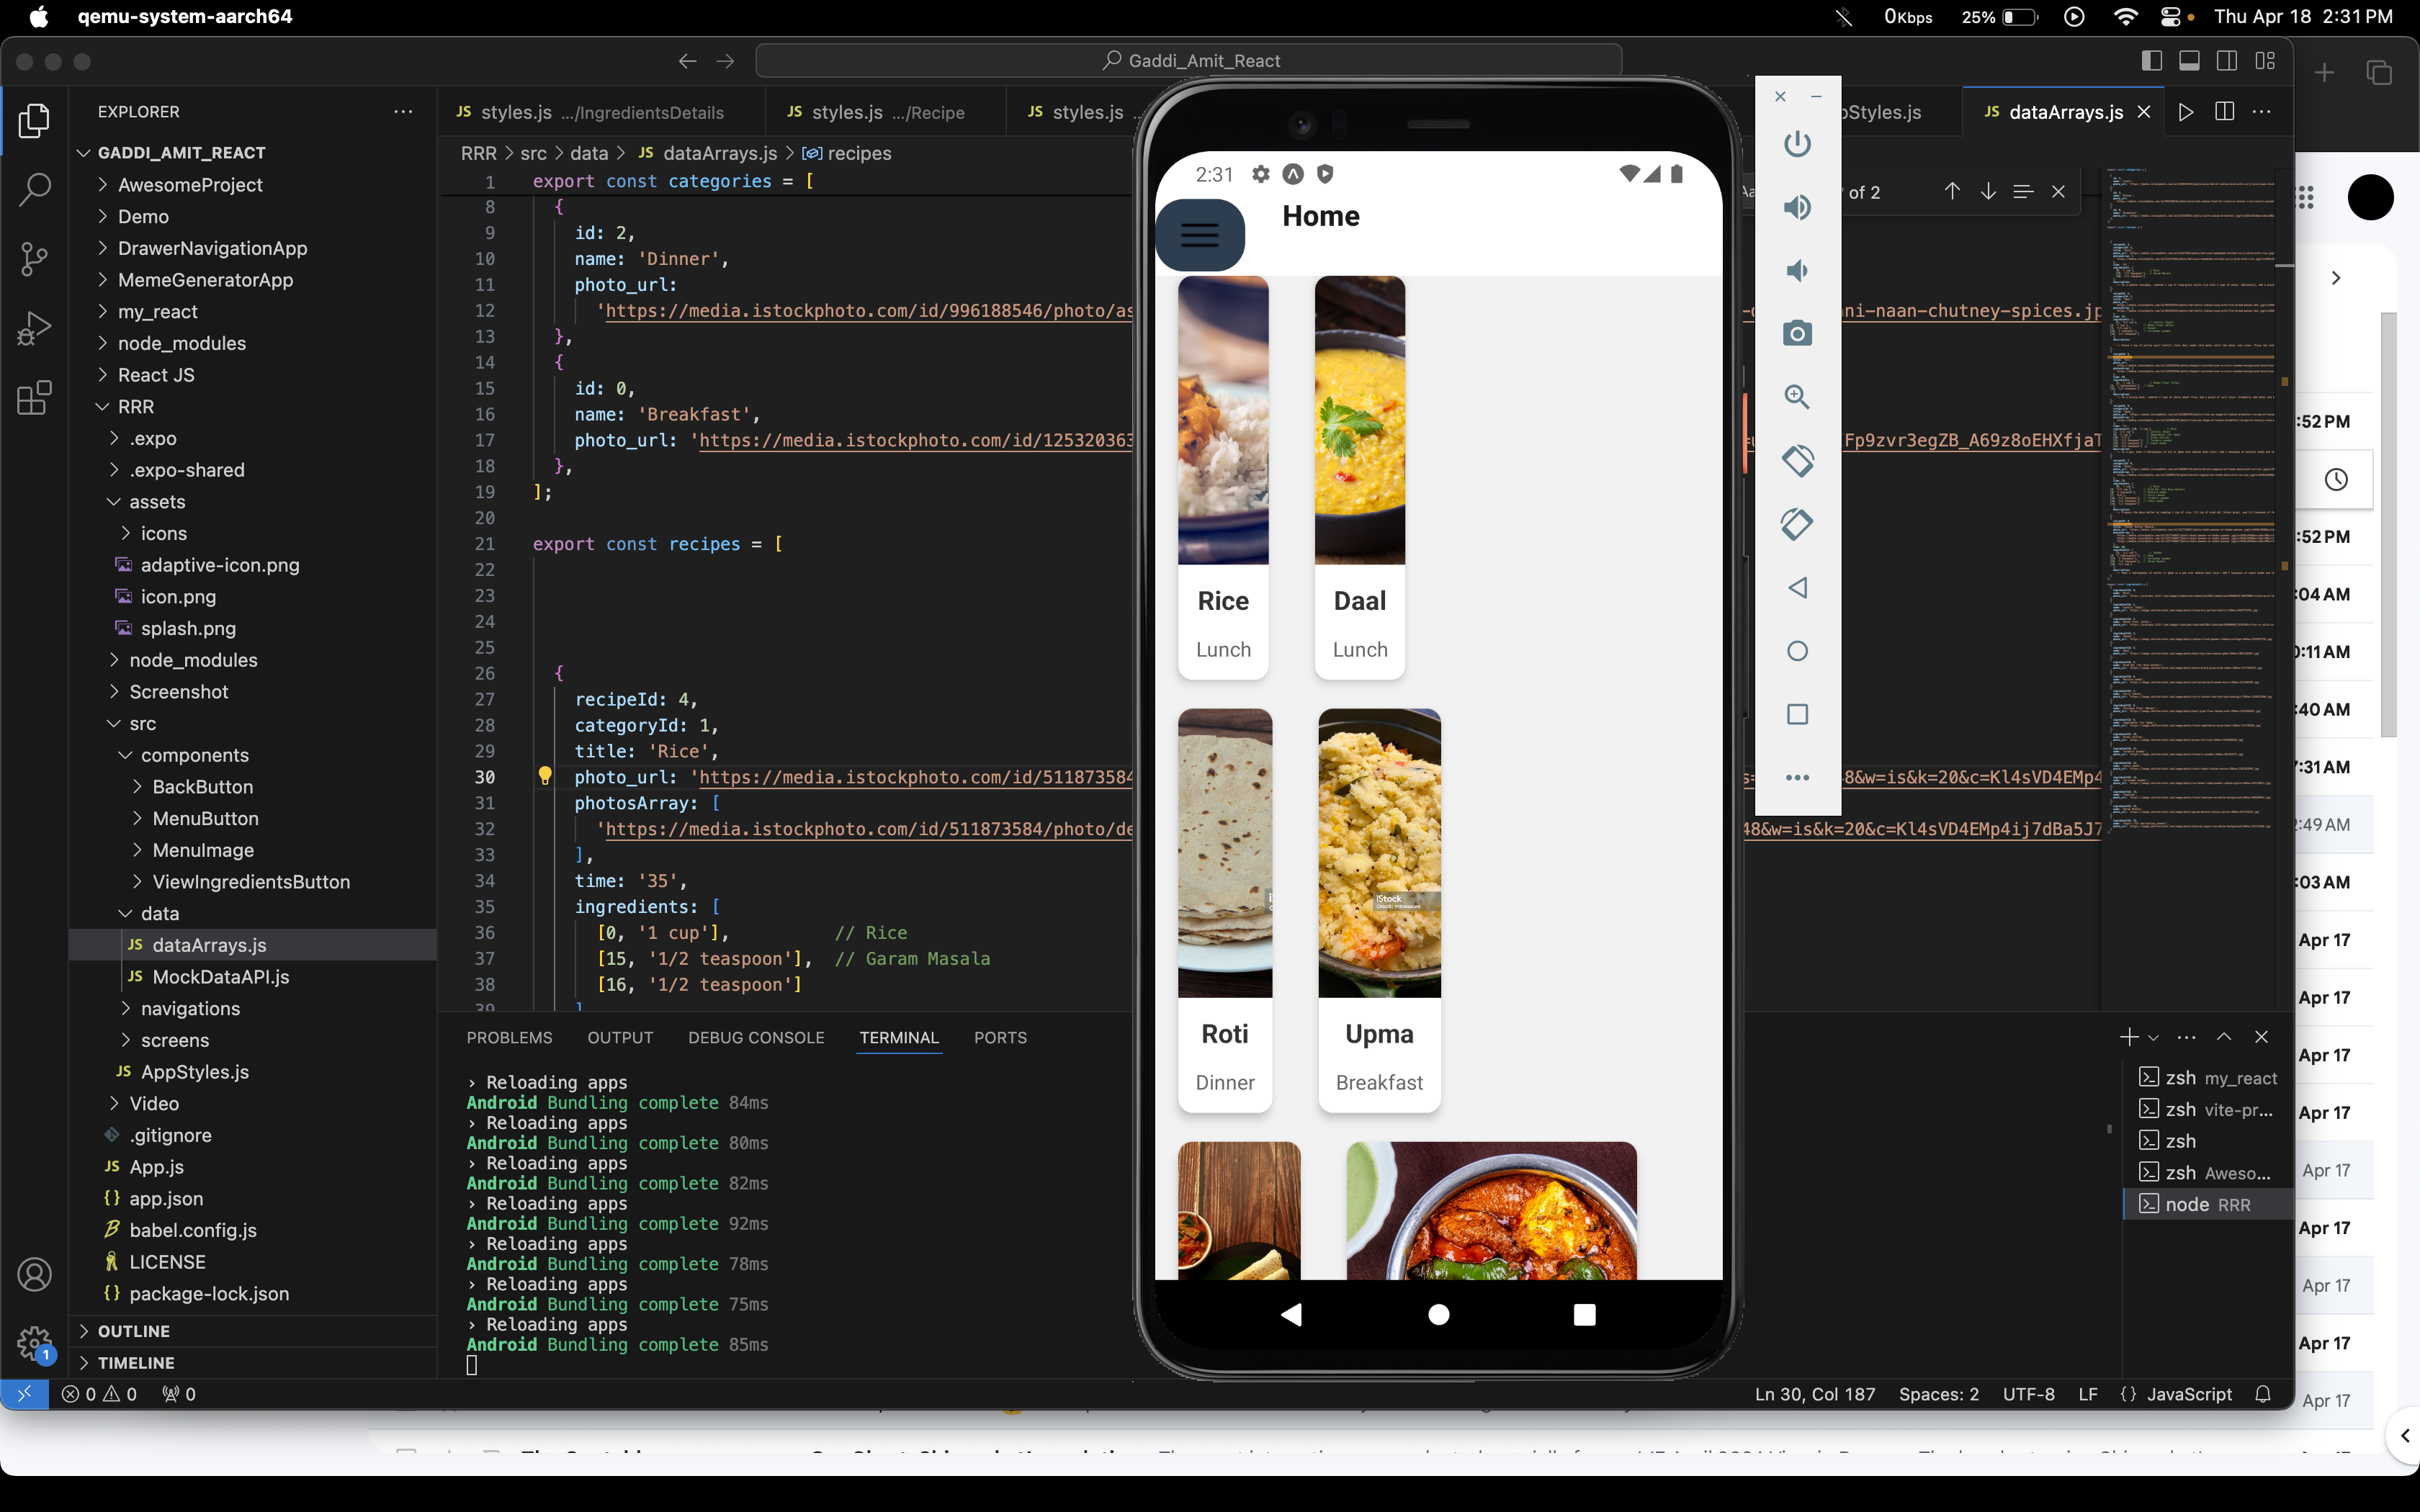 qemu-system-aarch64
0Kbps 25% Thu Apr 18 2:31 PM
Gaddi_Amit_React
EXPLORER
GADDI_AMIT_REACT
AwesomeProject
Demo
DrawerNavigationApp
MemeGeneratorApp
my_react
node_modules
React JS
RRR
.expo
.expo-shared
assets
icons
adaptive-icon.png
icon.png
splash.png
node_modules
Screenshot
src
components
BackButton
MenuButton
MenuImage
ViewIngredientsButton
data
JS dataArrays.js
JS MockDataAPI.js
navigations
screens
JS AppStyles.js
Video
.gitignore
JS App.js
{} app.json
babel.config.js
LICENSE
{} package-lock.json
OUTLINE
TIMELINE
1
JS styles.js .../IngredientsDetails
JS styles.js .../Recipe
JS styles.js
pStyles.js
JS dataArrays.js
RRR > src > data > JS dataArrays.js > recipes
of 2
1 export const categories = [
8 {
9 id: 2,
10 name: 'Dinner',
11 photo_url:
12 'https://media.istockphoto.com/id/996188546/photo/as
ni-naan-chutney-spices.jp
13 },
14 {
15 id: 0,
16 name: 'Breakfast',
17 photo_url: 'https://media.istockphoto.com/id/125320363
Fp9zvr3egZB_A69z8oEHXfjaT
18 },
19 ];
20
21 export const recipes = [
22
23
24
25
26 {
27 recipeId: 4,
28 categoryId: 1,
29 title: 'Rice',
30 photo_url: 'https://media.istockphoto.com/id/511873584
8&w=is&k=20&c=Kl4sVD4EMp4
31 photosArray: [
32 'https://media.istockphoto.com/id/511873584/photo/de
48&w=is&k=20&c=Kl4sVD4EMp4ij7dBa5J7
33 ],
34 time: '35',
35 ingredients: [
36 [0, '1 cup'], // Rice
37 [15, '1/2 teaspoon'], // Garam Masala
38 [16, '1/2 teaspoon']
39 ]
PROBLEMS OUTPUT DEBUG CONSOLE TERMINAL PORTS
› Reloading apps
Android Bundling complete 84ms
› Reloading apps
Android Bundling complete 80ms
› Reloading apps
Android Bundling complete 82ms
› Reloading apps
Android Bundling complete 92ms
› Reloading apps
Android Bundling complete 78ms
› Reloading apps
Android Bundling complete 75ms
› Reloading apps
Android Bundling complete 85ms
zsh my_react
zsh vite-pr...
zsh
zsh Aweso...
node RRR
0 0 0
Ln 30, Col 187 Spaces: 2 UTF-8 LF {} JavaScript
2:31
Home
Rice
Lunch
Daal
Lunch
iStock
Roti
Dinner
Upma
Breakfast
:52 PM
:52 PM
:04 AM
0:11 AM
:40 AM
7:31 AM
2:49 AM
:03 AM
Apr 17
Apr 17
Apr 17
Apr 17
Apr 17
Apr 17
Apr 17
Apr 17
Apr 17